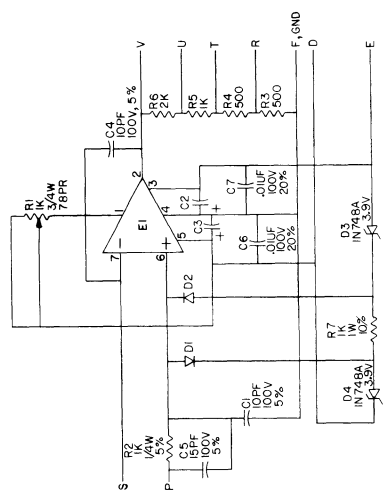 R1
1K
3/4W
78PR
C4
10PF
100V, 5%
V
U
T
R
F, GND
D
E
R6
2K
R5
1K
R4
500
R3
500
2
3
1
4
5
7
6
−
+
E1
C2
+
C3
+
C7
.01UF
100V
20%
C6
.01UF
100V
20%
D2
D1
D3
1N748A
3.9V
R7
1K
1W
10%
D4
1N748A
3.9V
S
P
R2
1K
1/4W
5%
C5
15PF
100V
5%
C1
10PF
100V
5%